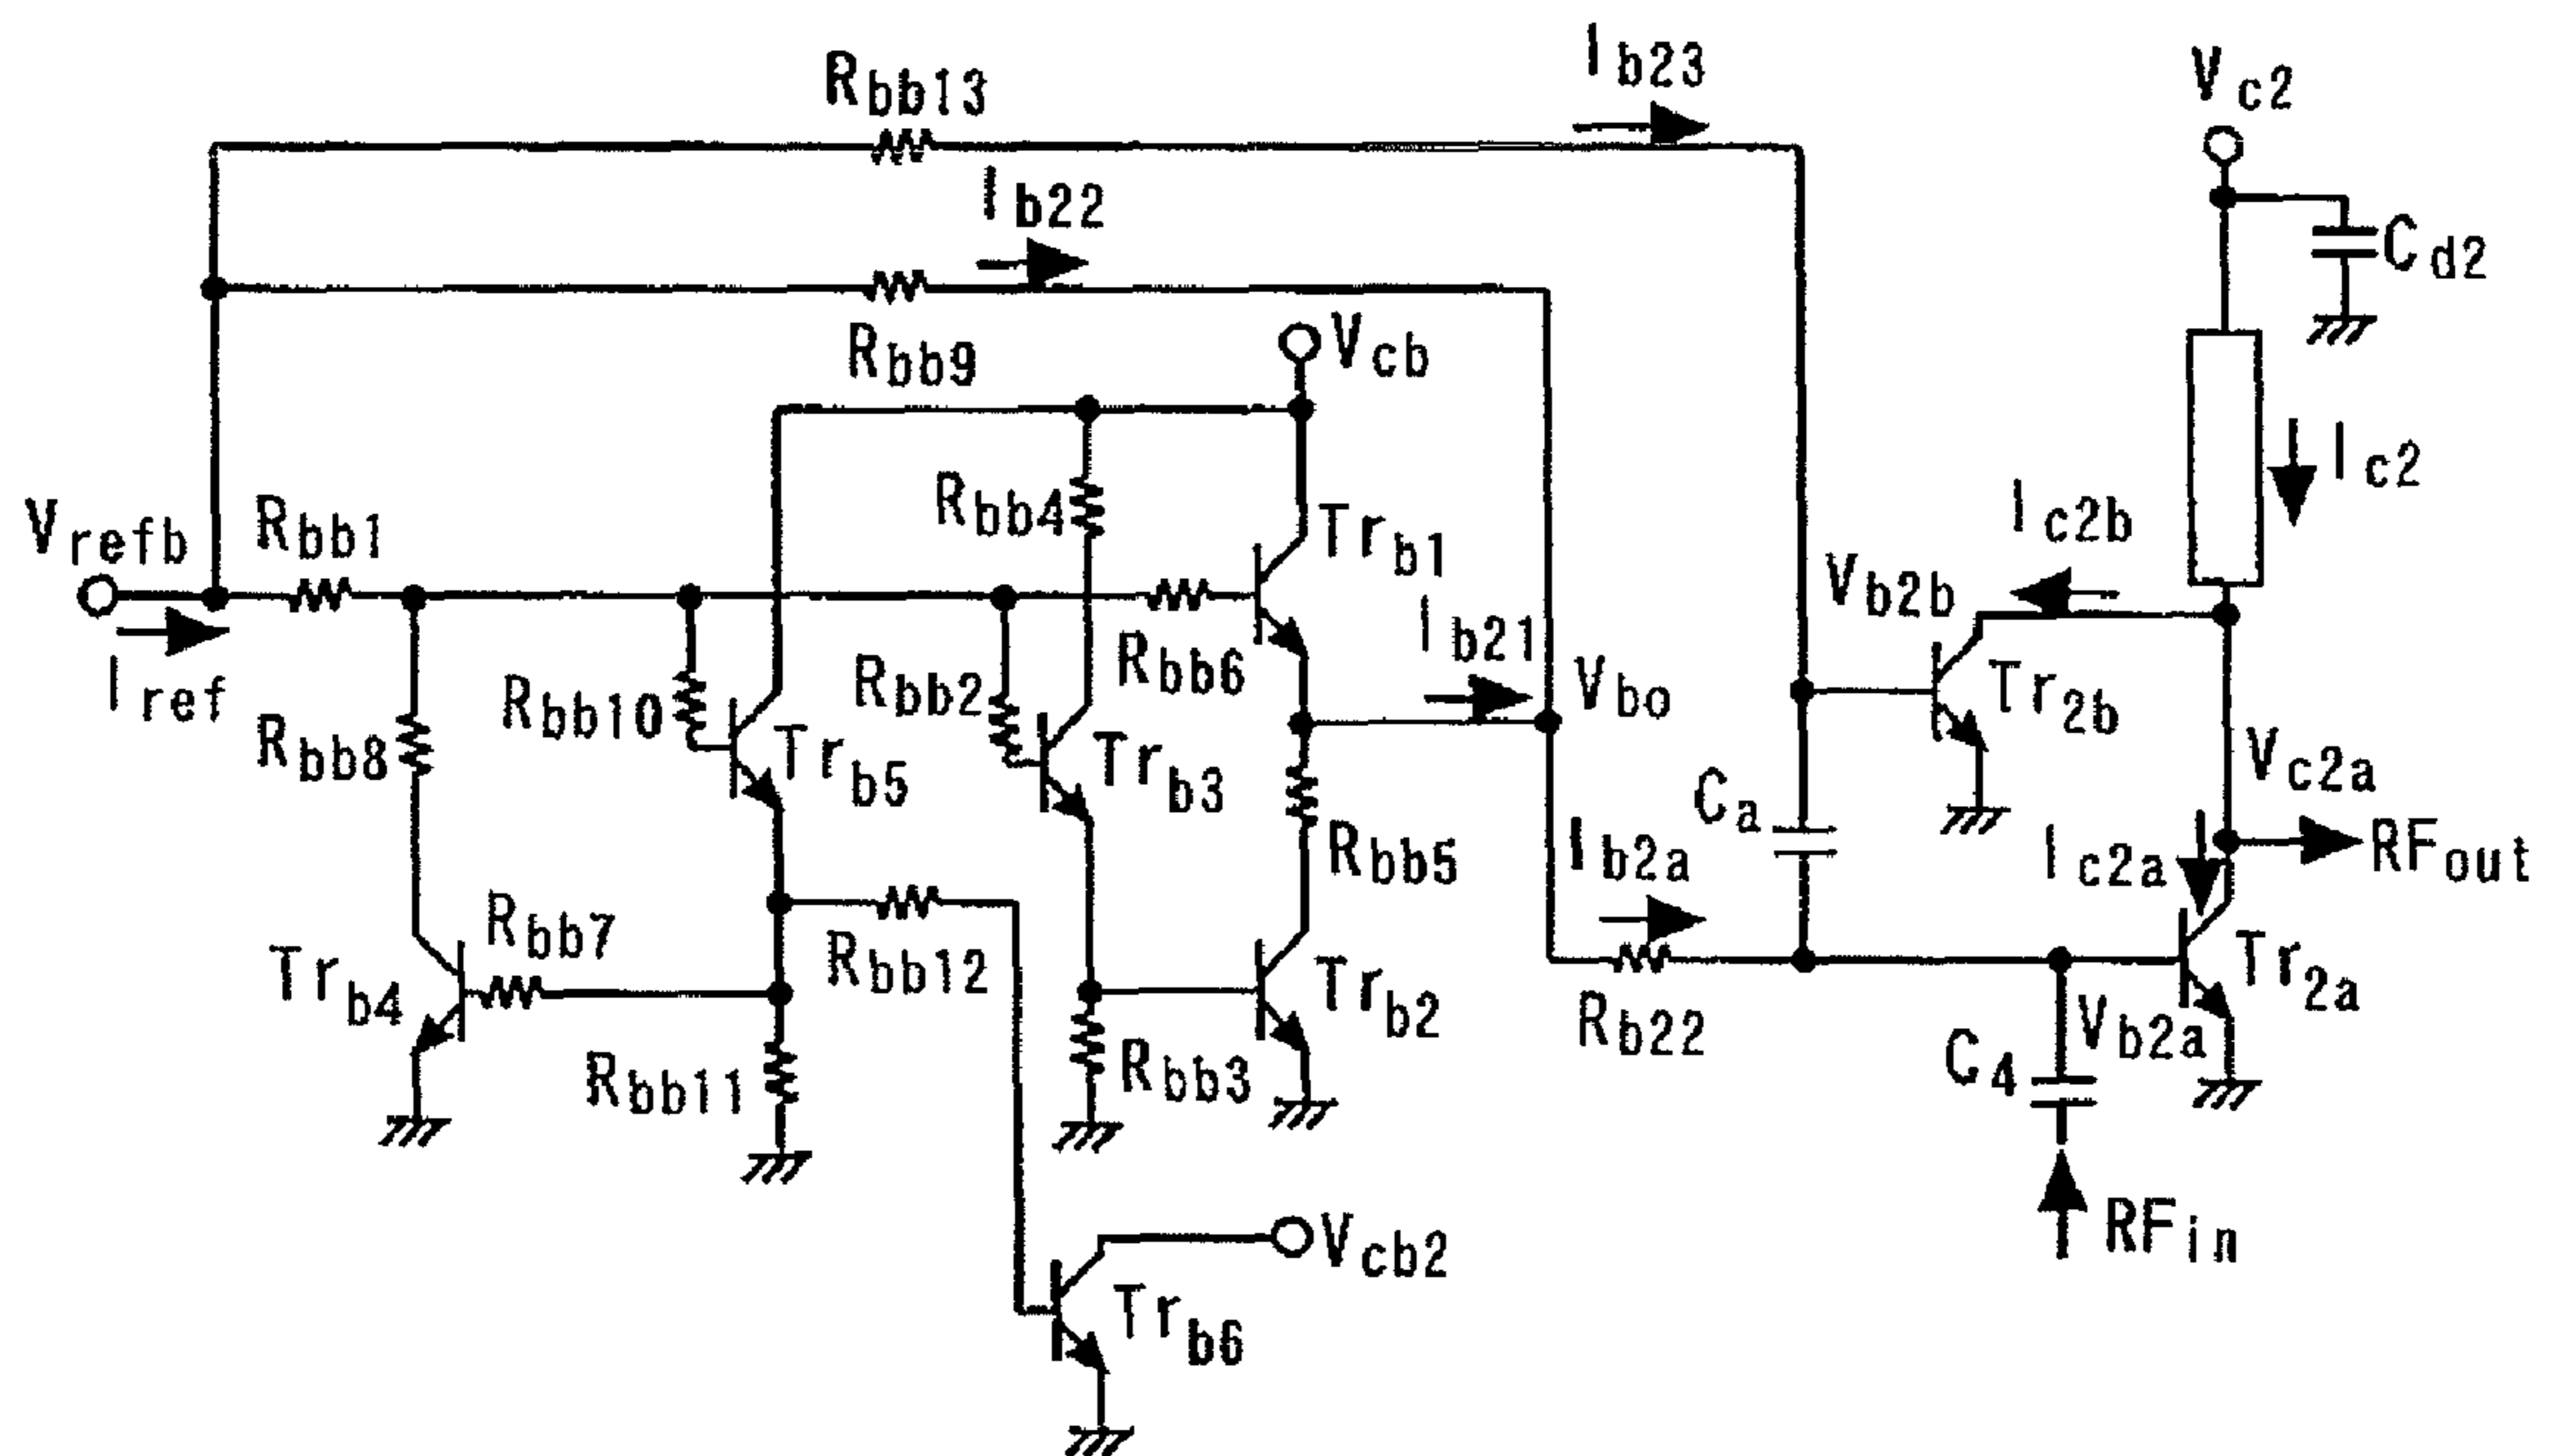 Rbb13
Ib23
Vc2
Ib22
Cd2
Rbb9
Vcb
Ic2
Vrefb
Rbb1
Rbb4
Trb1
Ic2b
Vb2b
Iref
Rbb8
Rbb10
Trb5
Rbb2
Trb3
Rbb6
Ib21
Vbo
Tr2b
Vc2a
Ca
Rbb5
Ib2a
Ic2a
RFout
Trb4
Rbb7
Rbb12
Trb2
Rb22
Tr2a
Vb2a
Rbb11
Rbb3
C4
RFin
Vcb2
Trb6